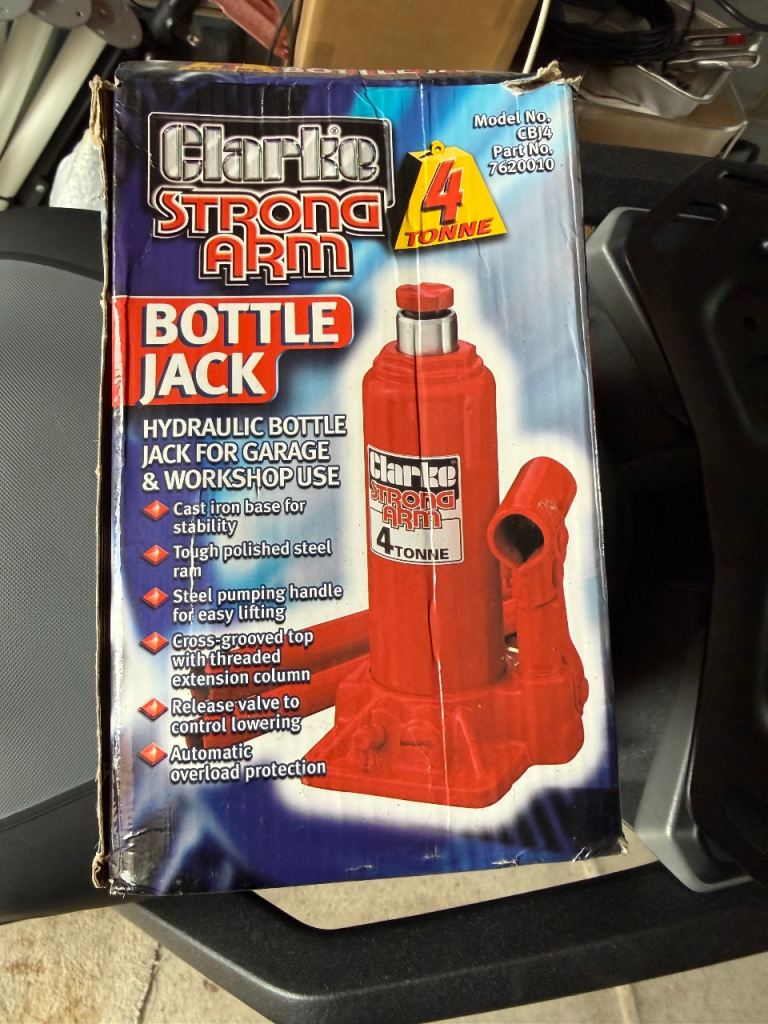 BOTTLE JACK
Clarke
STRONG
ARM
4
TONNE
Model No.
CBJ4
Part No.
7620010
BOTTLE
JACK
HYDRAULIC BOTTLE
JACK FOR GARAGE
& WORKSHOP USE
Cast iron base for
stability
Tough polished steel
ram
Steel pumping handle
for easy lifting
Cross-grooved top
with threaded
extension column
Release valve to
control lowering
Automatic
overload protection
Clarke
STRONG
ARM
4 TONNE